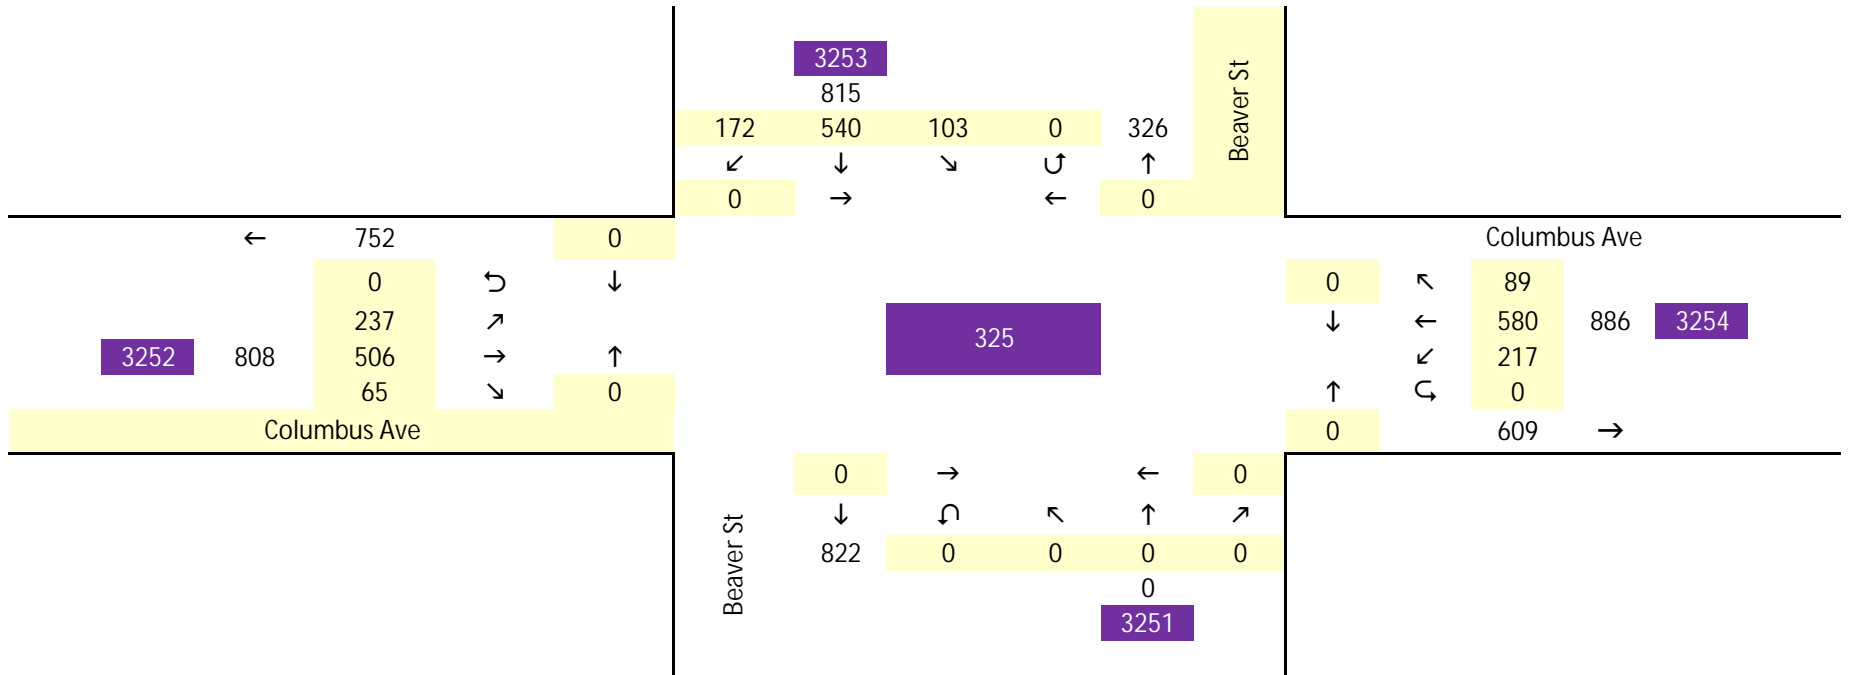 3253
815
172 540 103 0 326
↙ ↓ ↘ ⮍ ↑
0 → ← 0
Beaver St
← 752 0
Columbus Ave
0 ⮌ ↓
0 ↖ 89
237 ↗
325
↓ ← 580 886 3254
3252 808 506 → ↑
↙ 217
65 ↘ 0
↑ ⮎ 0
Columbus Ave
0 609 →
0 → ← 0
↓ ⮏ ↖ ↑ ↗
822 0 0 0 0
0
3251
Beaver St